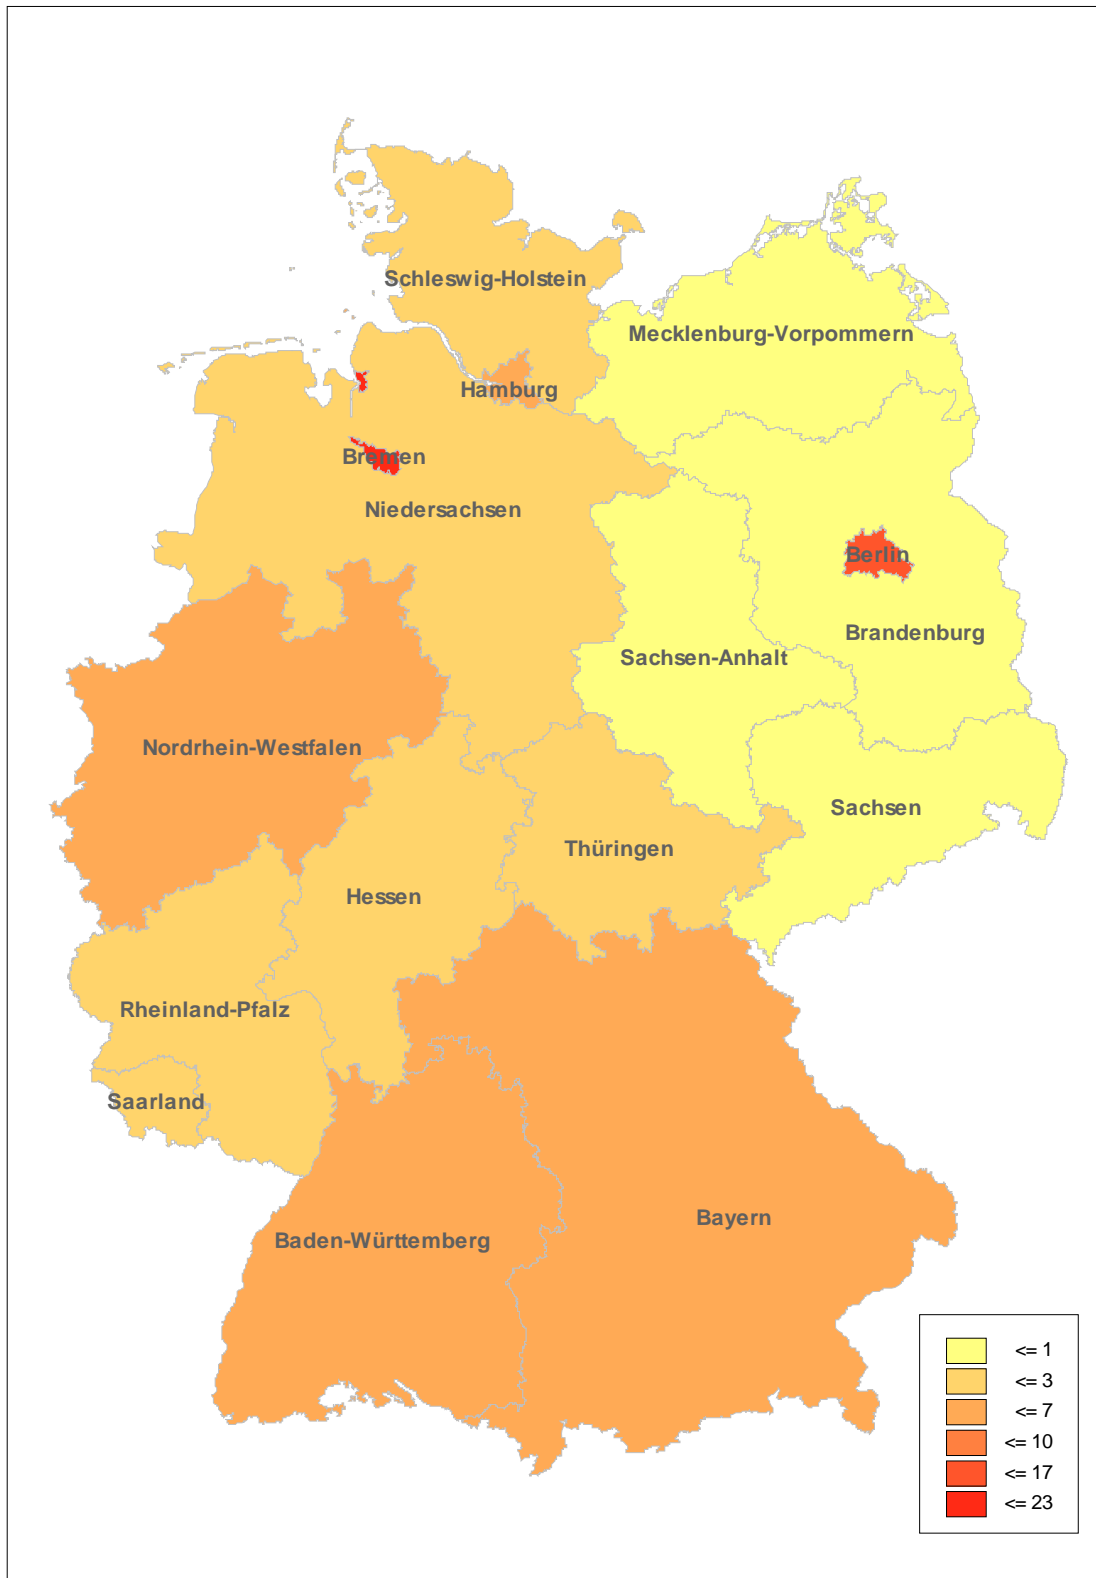 Schleswig-Holstein
Mecklenburg-Vorpommern
Hamburg
Bremen
Niedersachsen
Berlin
Brandenburg
Sachsen-Anhalt
Nordrhein-Westfalen
Sachsen
Thüringen
Hessen
Rheinland-Pfalz
Saarland
Bayern
Baden-Württemberg
<= 1
<= 3
<= 7
<= 10
<= 17
<= 23